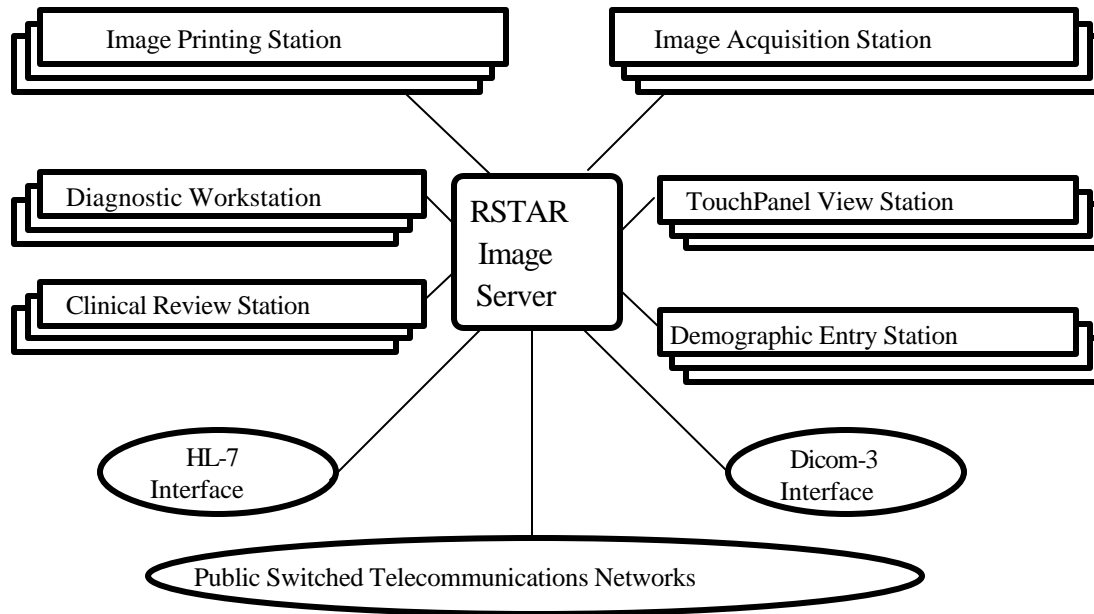 Image Printing Station
Image Acquisition Station
Diagnostic Workstation
RSTAR
Image
Server
TouchPanel View Station
Clinical Review Station
Demographic Entry Station
HL-7
Interface
Dicom-3
Interface
Public Switched Telecommunications Networks